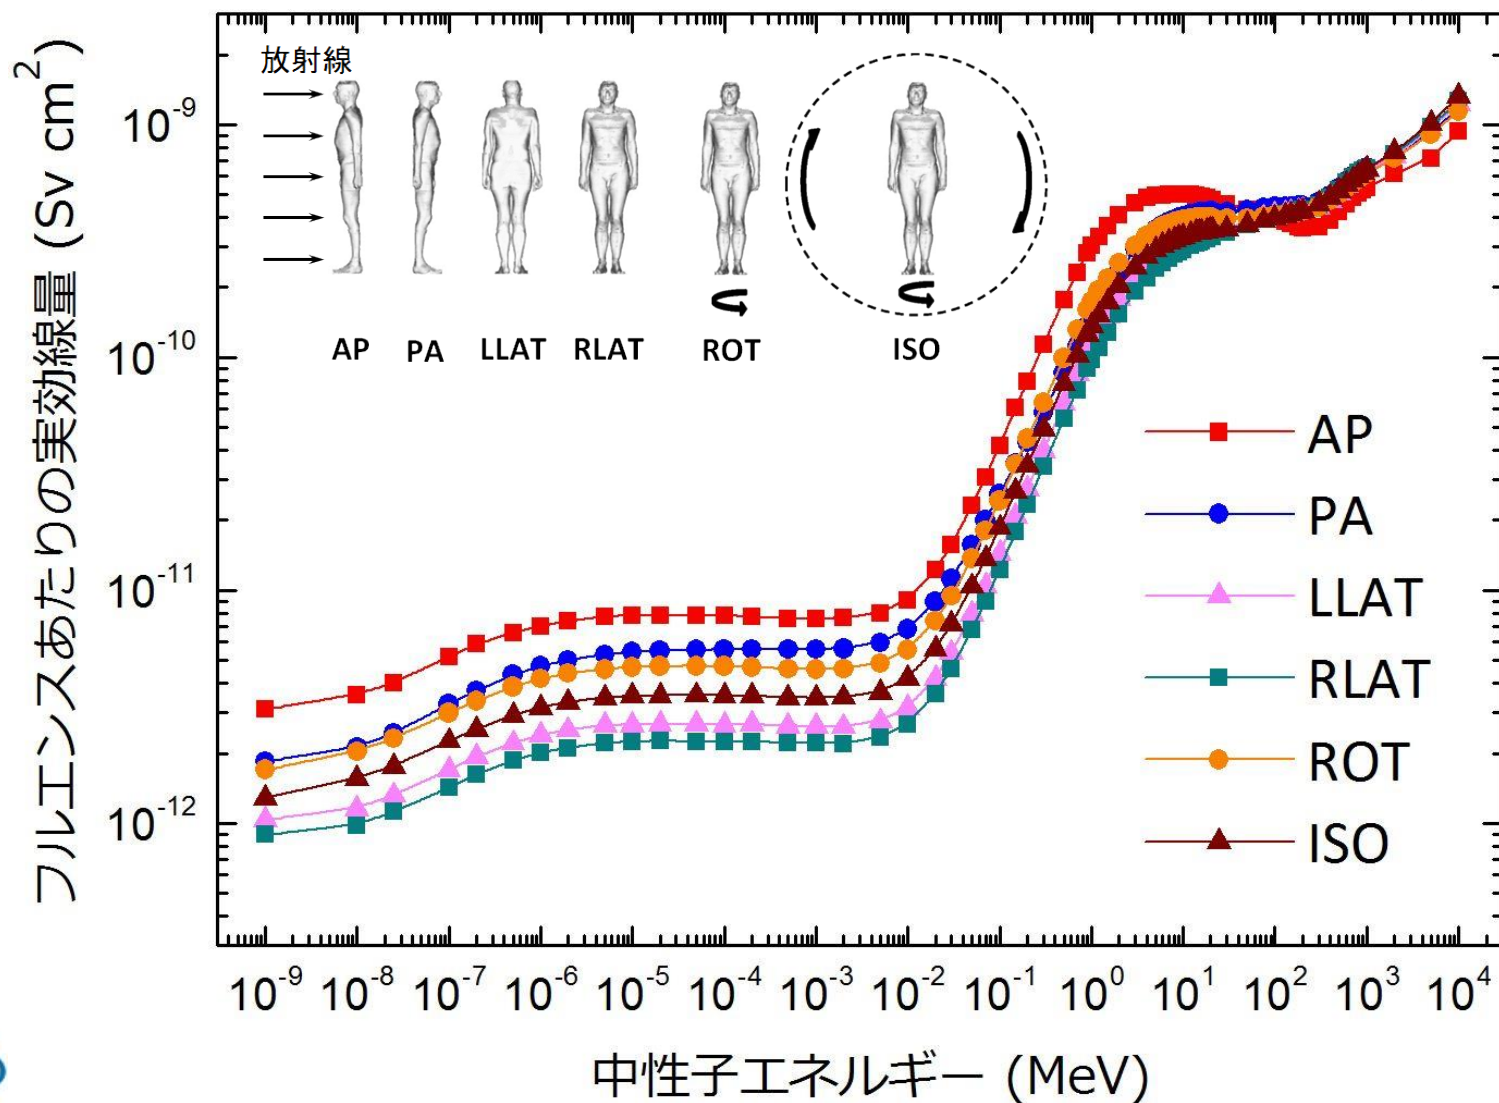 フルエンスあたりの実効線量 (Sv cm²)
10⁻⁹
10⁻¹⁰
10⁻¹¹
10⁻¹²
放射線
AP PA LLAT RLAT ROT ISO
AP
PA
LLAT
RLAT
ROT
ISO
10⁻⁹ 10⁻⁸ 10⁻⁷ 10⁻⁶ 10⁻⁵ 10⁻⁴ 10⁻³ 10⁻² 10⁻¹ 10⁰ 10¹ 10² 10³ 10⁴
中性子エネルギー (MeV)